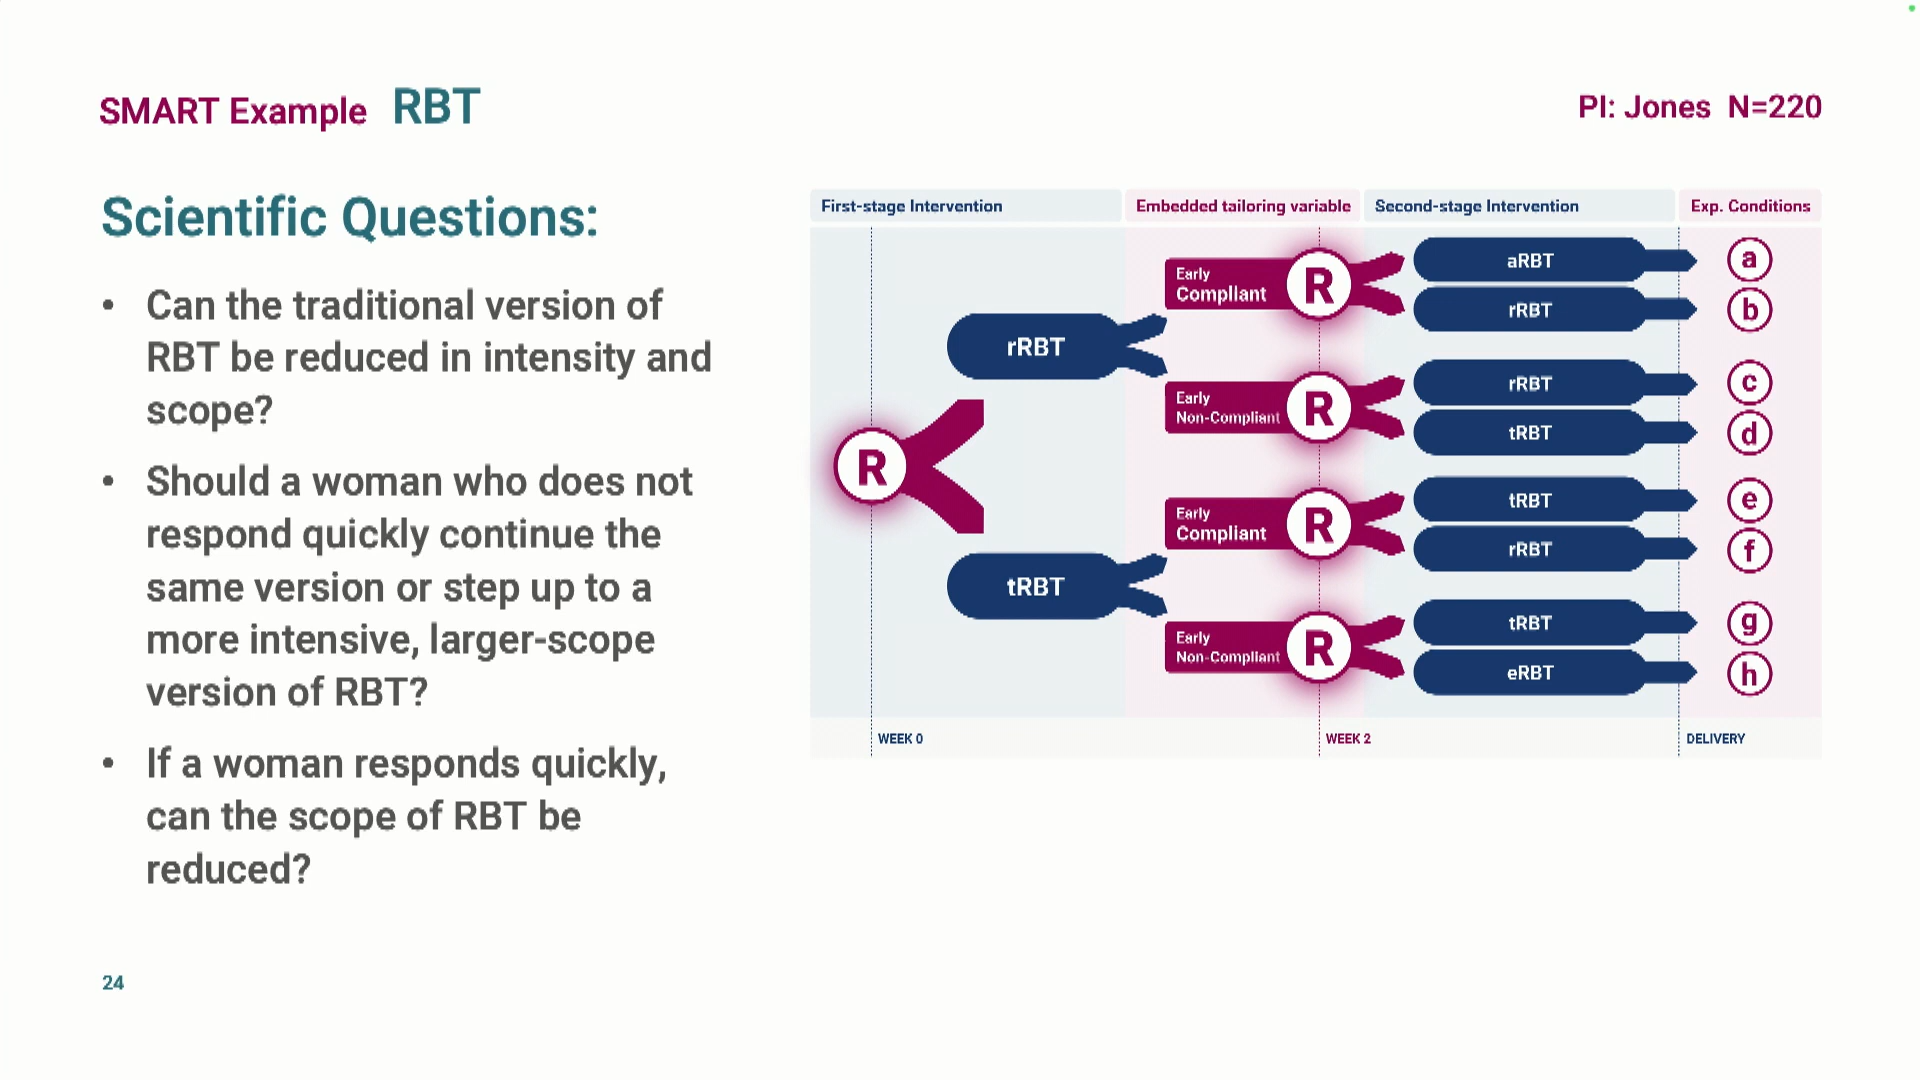 SMART Example RBT
PI: Jones N=220
Scientific Questions:
• Can the traditional version of
RBT be reduced in intensity and
scope?
• Should a woman who does not
respond quickly continue the
same version or step up to a
more intensive, larger-scope
version of RBT?
• If a woman responds quickly,
can the scope of RBT be
reduced?
First-stage Intervention
Embedded tailoring variable
Second-stage Intervention
Exp. Conditions
R
rRBT
tRBT
Early
Compliant
R
aRBT
a
rRBT
b
Early
Non-Compliant
R
rRBT
c
tRBT
d
Early
Compliant
R
tRBT
e
rRBT
f
Early
Non-Compliant
R
tRBT
g
eRBT
h
WEEK 0
WEEK 2
DELIVERY
24